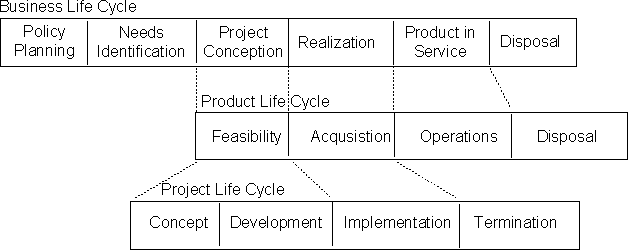 Business Life Cycle
Policy Planning
Needs Identification
Project Conception
Realization
Product in Service
Disposal
Product Life Cycle
Feasibility
Acqusistion
Operations
Disposal
Project Life Cycle
Concept
Development
Implementation
Termination